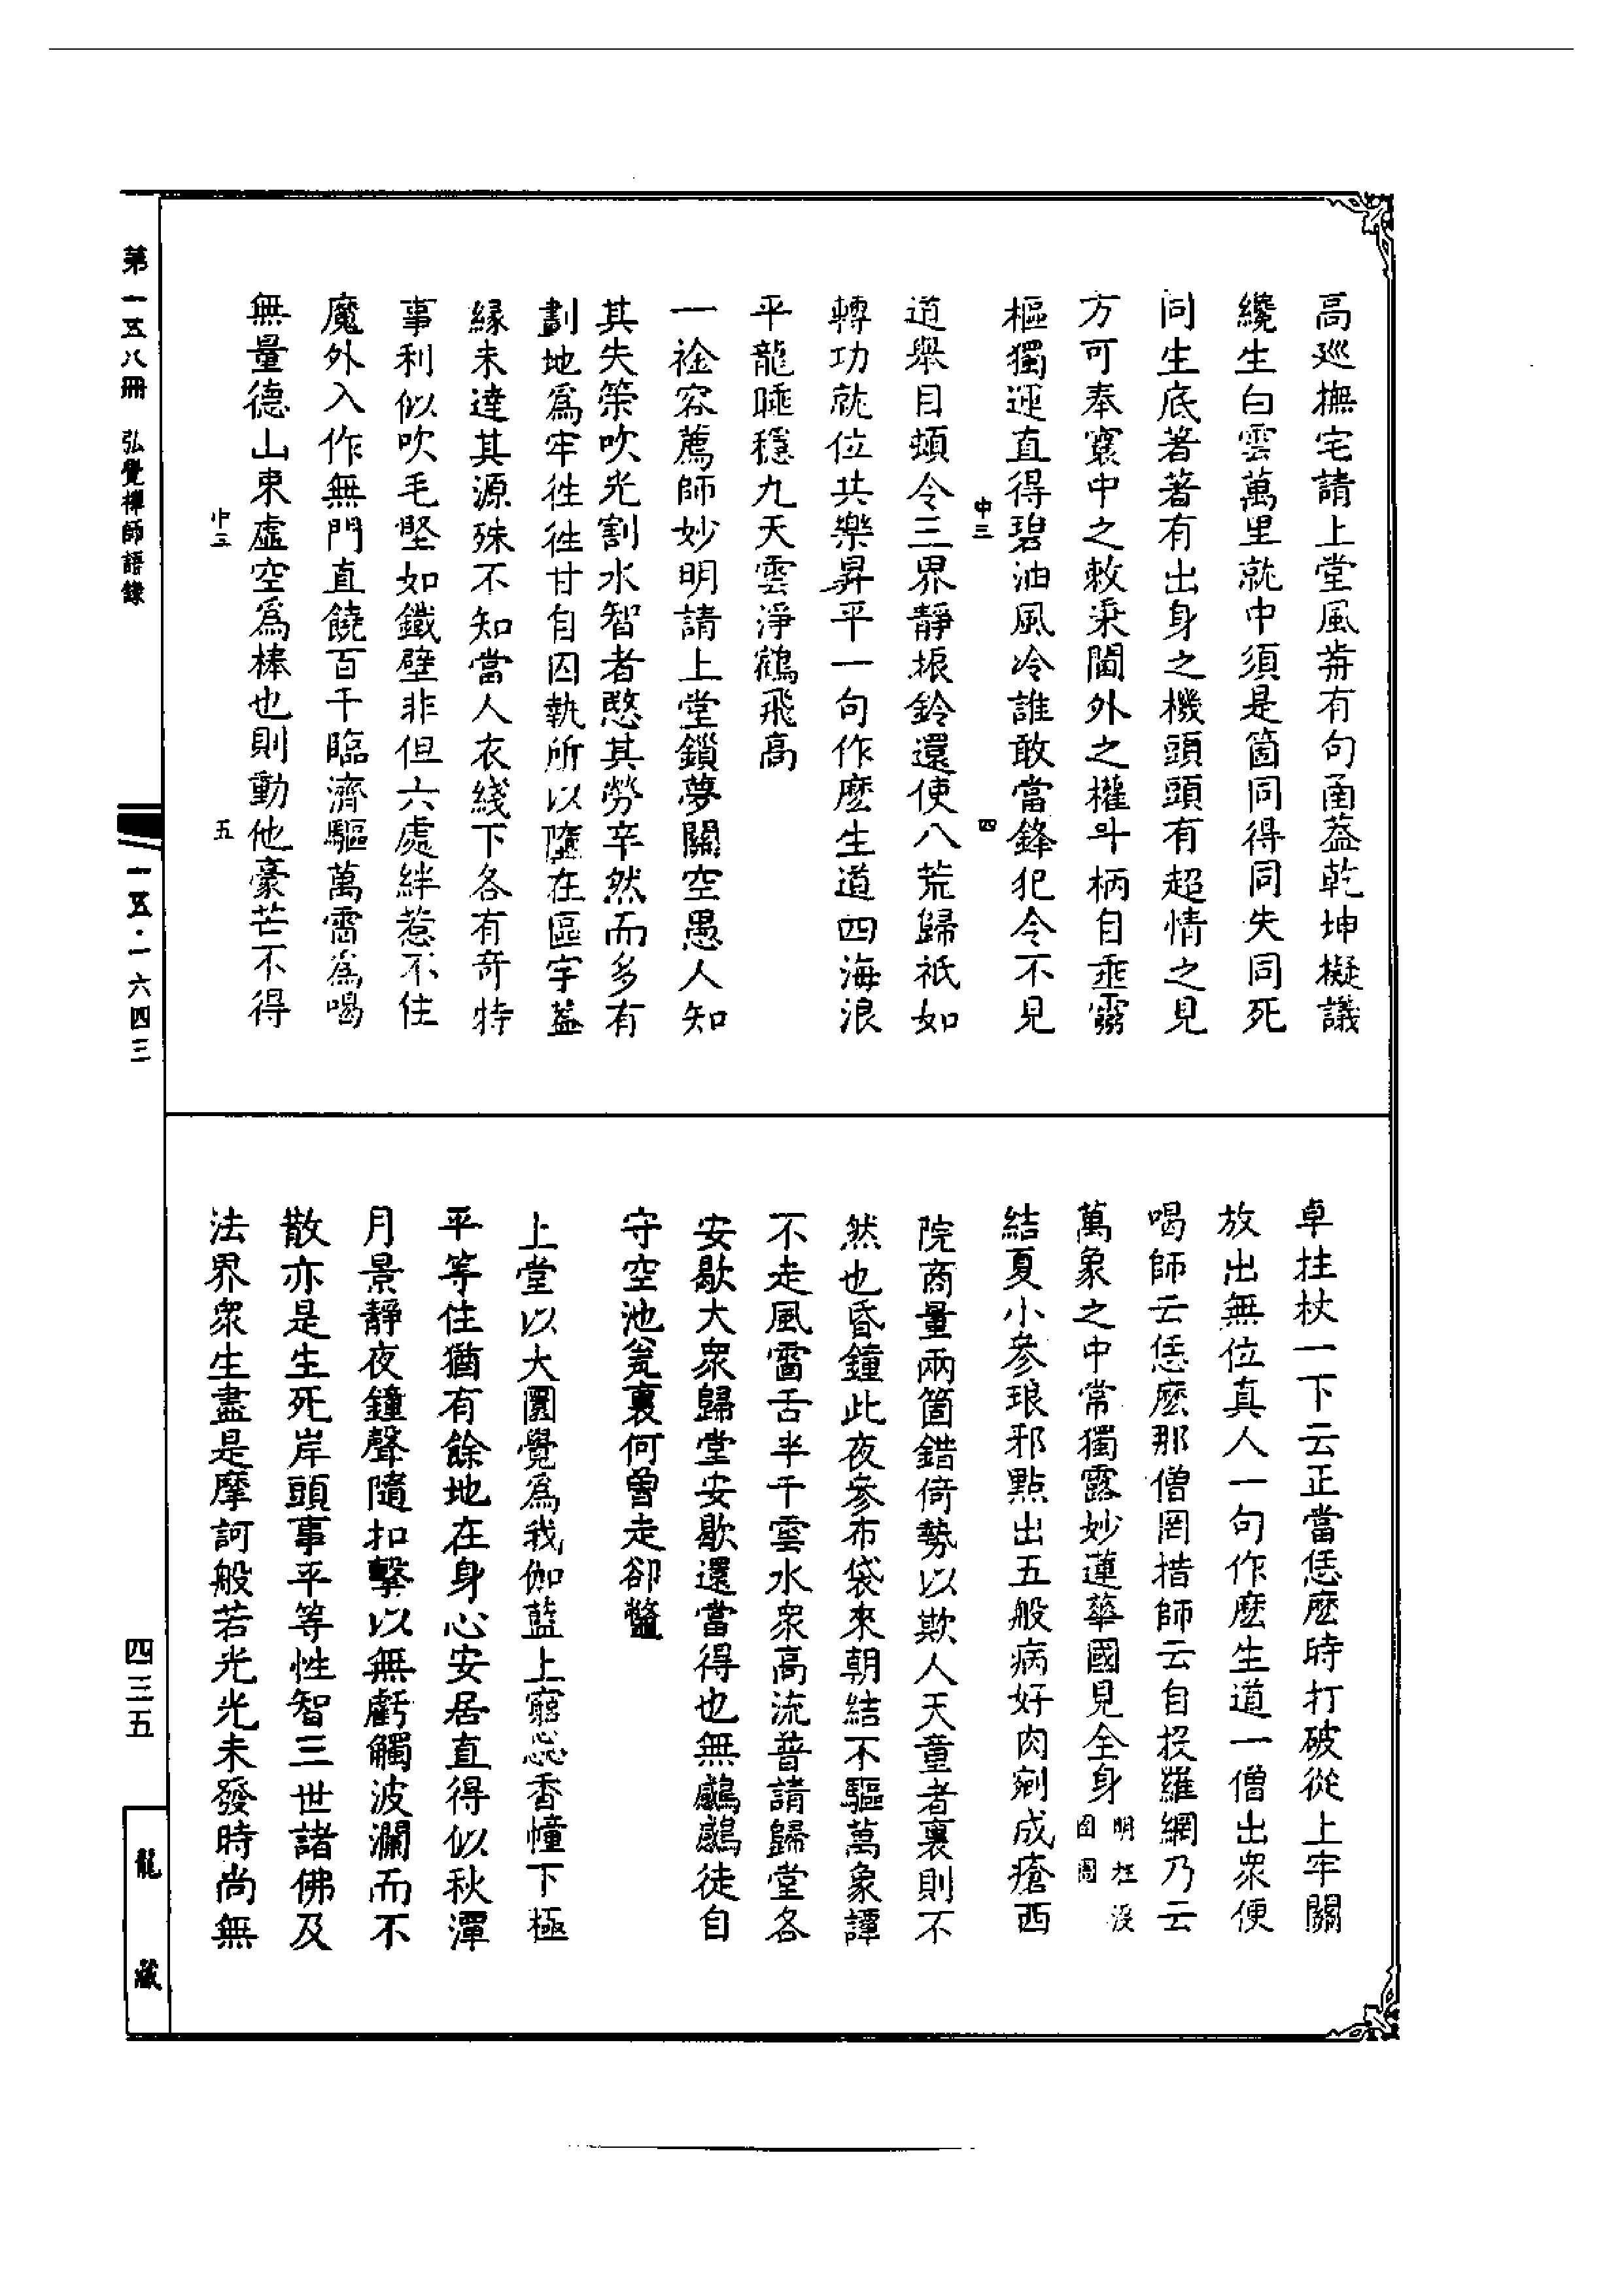 高巡撫宅請上堂風前有句函葢乾坤擬議
纔生白雲萬里就中須是箇同得同失同死
同生底著著有出身之機頭頭有超情之見
方可奉寰中之敕秉閫外之權斗柄自垂霧
樞獨運直得碧油風冷誰敢當鋒犯令不見
中三
四
道舉目頓令三界靜振鈴還使八荒歸祇如
轉功就位共樂昇平一句作麽生道四海浪
平龍睡穩九天雲淨鶴飛高
一衲容薦師妙明請上堂鎖夢關空愚人知
其失策吹光割水智者愍其勞辛然而多有
劃地爲牢徃徃甘自囚執所以墮在區宇葢
緣未達其源殊不知當人衣綫下各有奇特
事利似吹毛堅如鐵壁非但六處絆惹不住
魔外入作無門直饒百千臨濟驅萬雷爲喝
無量德山束虛空爲棒也則動他豪芒不得
中三
五
卓拄杖一下云正當恁麽時打破從上牢關
放出無位真人一句作麽生道一僧出衆便
喝師云恁麽那僧罔措師云自投羅網乃云
萬象之中常獨露妙蓮華國見全身
結夏小參琅邪點出五般病好肉剜成瘡西
院商量兩箇錯倚勢以欺人天童者裏則不
然也昏鐘此夜參布袋來朝結不驅萬象譚
不走風雷舌半千雲水衆高流普請歸堂各
安歇大衆歸堂安歇還當得也無鸕鷀徒自
守空池瓮裏何曾走卻鼈
上堂以大圓覺爲我伽藍上窮惢香幢下極
平等住猶有餘地在身心安居直得似秋潭
月景靜夜鐘聲隨扣擊以無虧觸波瀾而不
散亦是生死岸頭事平等性智三世諸佛及
法界衆生盡是摩訶般若光光未發時尚無
第一五八冊 弘覺禪師語錄
一五·一六四三
四三五
龍藏